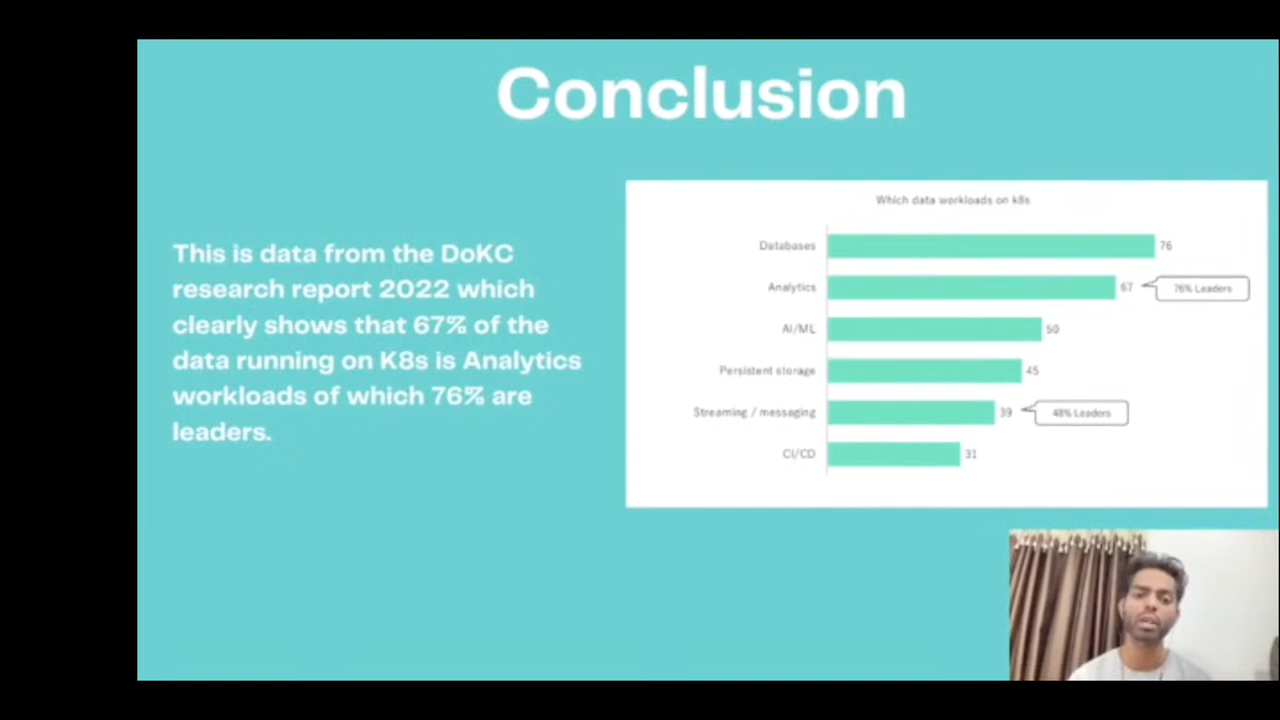 Conclusion
This is data from the DoKC
research report 2022 which
clearly shows that 67% of the
data running on K8s is Analytics
workloads of which 76% are
leaders.
Which data workloads on k8s
Databases 76
Analytics 67 76% Leaders
AI/ML 50
Persistent storage 45
Streaming / messaging 39 48% Leaders
CI/CD 31